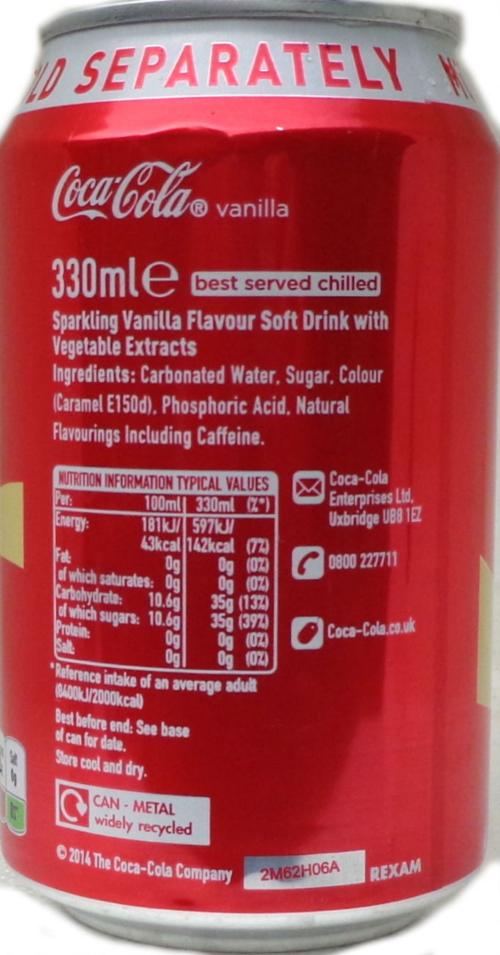 LD SEPARATELY M
Coca-Cola® vanilla
330ml e best served chilled
Sparkling Vanilla Flavour Soft Drink with
Vegetable Extracts
Ingredients: Carbonated Water, Sugar, Colour
(Caramel E150d), Phosphoric Acid, Natural
Flavourings Including Caffeine.
NUTRITION INFORMATION TYPICAL VALUES
Per: 100ml 330ml (%*)
Energy: 181kJ/ 597kJ/
43kcal 142kcal (7%)
Fat: 0g 0g (0%)
of which saturates: 0g 0g (0%)
Carbohydrate: 10.6g 35g (13%)
of which sugars: 10.6g 35g (39%)
Protein: 0g 0g (0%)
Salt: 0g 0g (0%)
*Reference intake of an average adult
(8400kJ/2000kcal)
Best before end: See base
of can for date.
Store cool and dry.
Coca-Cola
Enterprises Ltd,
Uxbridge UB8 1EZ
0800 227711
Coca-Cola.co.uk
Salt
0g
CAN - METAL
widely recycled
© 2014 The Coca-Cola Company 2M62H06A REXAM